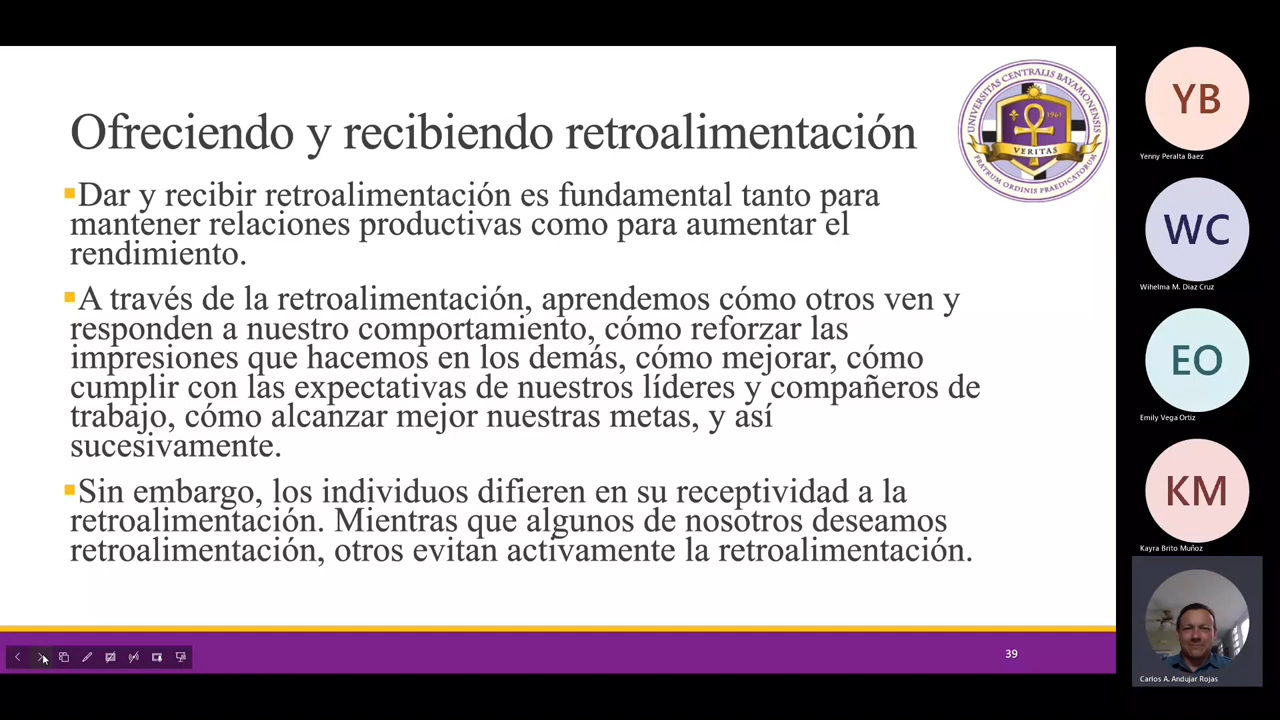 Ofreciendo y recibiendo retroalimentación
UNIVERSITAS CENTRALIS BAYAMONENSIS
1961
VERITAS
FRATRUM ORDINIS PRAEDICATORUM
▪Dar y recibir retroalimentación es fundamental tanto para
mantener relaciones productivas como para aumentar el
rendimiento.
▪A través de la retroalimentación, aprendemos cómo otros ven y
responden a nuestro comportamiento, cómo reforzar las
impresiones que hacemos en los demás, cómo mejorar, cómo
cumplir con las expectativas de nuestros líderes y compañeros de
trabajo, cómo alcanzar mejor nuestras metas, y así
sucesivamente.
▪Sin embargo, los individuos difieren en su receptividad a la
retroalimentación. Mientras que algunos de nosotros deseamos
retroalimentación, otros evitan activamente la retroalimentación.
39
YB
Yenny Peralta Baez
WC
Wihelma M. Diaz Cruz
EO
Emily Vega Ortiz
KM
Kayra Brito Muñoz
Carlos A. Andujar Rojas